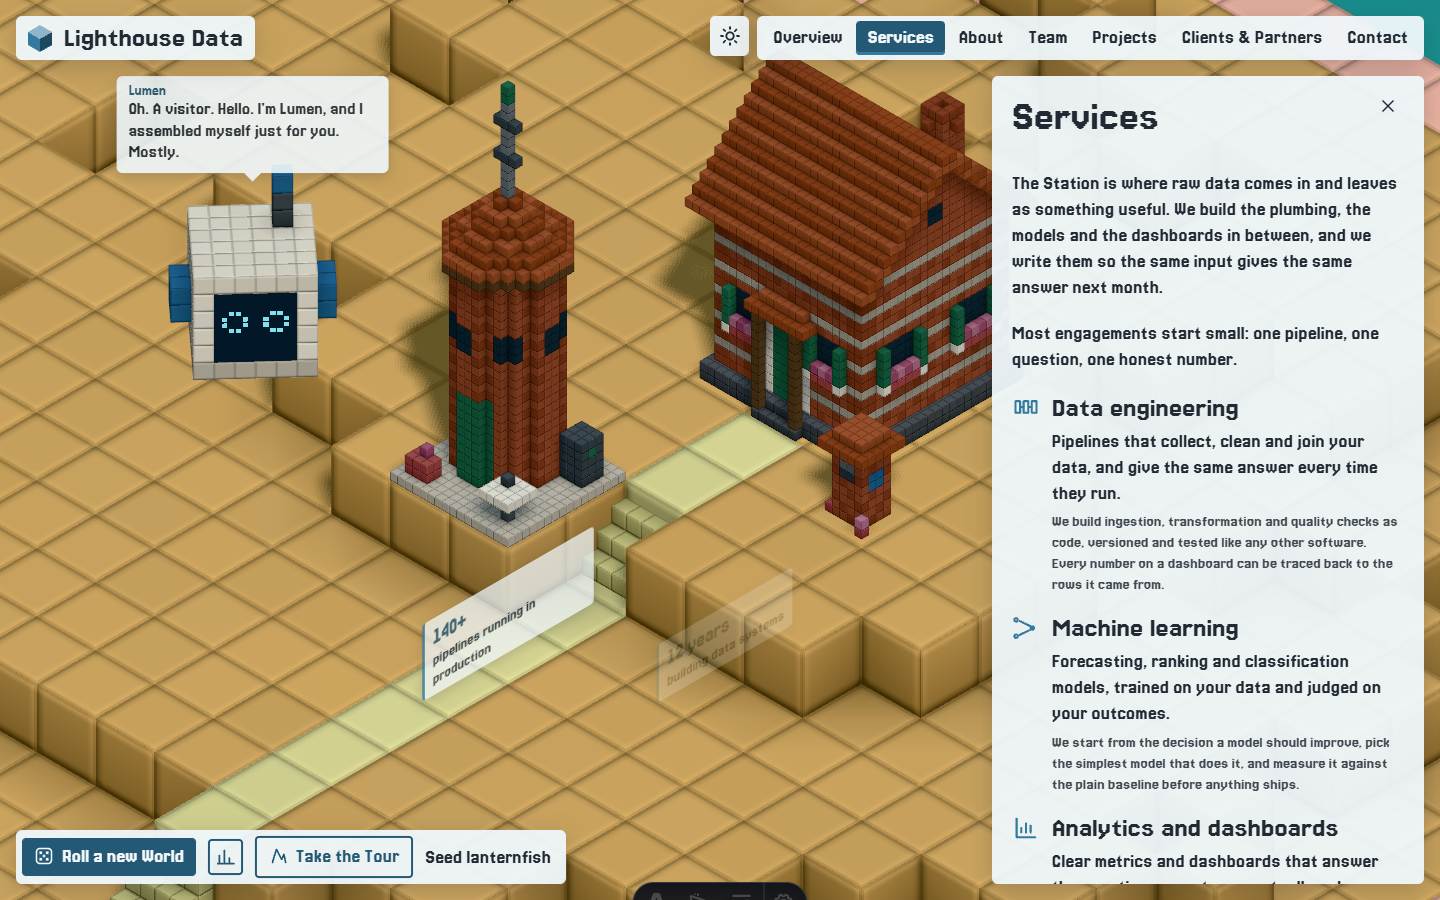 Lighthouse Data
Overview
Services
About
Team
Projects
Clients & Partners
Contact
Lumen
Oh. A visitor. Hello. I'm Lumen, and I
assembled myself just for you.
Mostly.
140+
pipelines running in
production
12 years
building data systems
Services
The Station is where raw data comes in and leaves
as something useful. We build the plumbing, the
models and the dashboards in between, and we
write them so the same input gives the same
answer next month.
Most engagements start small: one pipeline, one
question, one honest number.
Data engineering
Pipelines that collect, clean and join your
data, and give the same answer every time
they run.
We build ingestion, transformation and quality checks as
code, versioned and tested like any other software.
Every number on a dashboard can be traced back to the
rows it came from.
Machine learning
Forecasting, ranking and classification
models, trained on your data and judged on
your outcomes.
We start from the decision a model should improve, pick
the simplest model that does it, and measure it against
the plain baseline before anything ships.
Analytics and dashboards
Clear metrics and dashboards that answer
Roll a new World
Take the Tour
Seed lanternfish